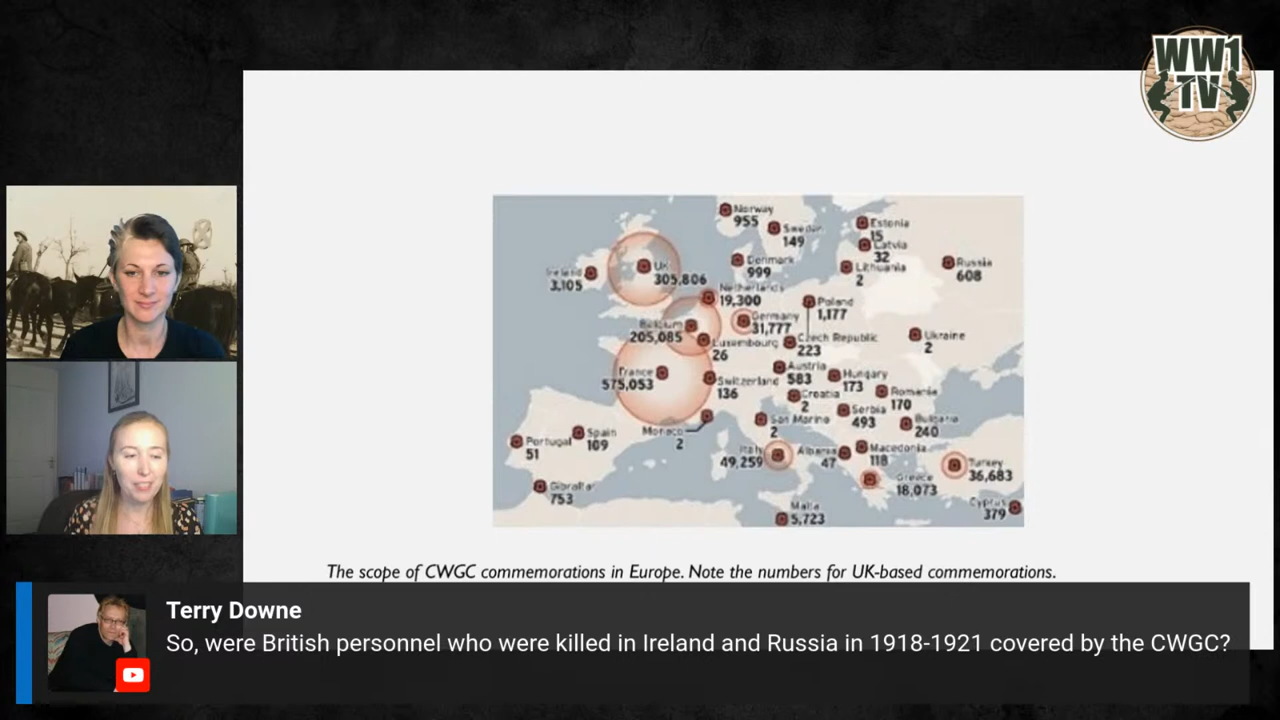 WW1
TV
Norway
955
Sweden
149
Estonia
15
Latvia
32
Lithuania
2
Russia
608
Denmark
999
Ireland
3,105
UK
305,806
Netherlands
19,300
Poland
1,177
Germany
31,777
Belgium
205,085
Luxembourg
26
Czech Republic
223
Ukraine
2
France
575,053
Switzerland
136
Austria
583
Hungary
173
Croatia
2
Romania
170
Serbia
493
Bulgaria
240
San Marino
2
Monaco
2
Portugal
51
Spain
109
Italy
49,259
Albania
47
Macedonia
118
Turkey
36,683
Greece
18,073
Gibraltar
753
Malta
5,723
Cyprus
379
The scope of CWGC commemorations in Europe. Note the numbers for UK-based commemorations.
Terry Downe
So, were British personnel who were killed in Ireland and Russia in 1918-1921 covered by the CWGC?